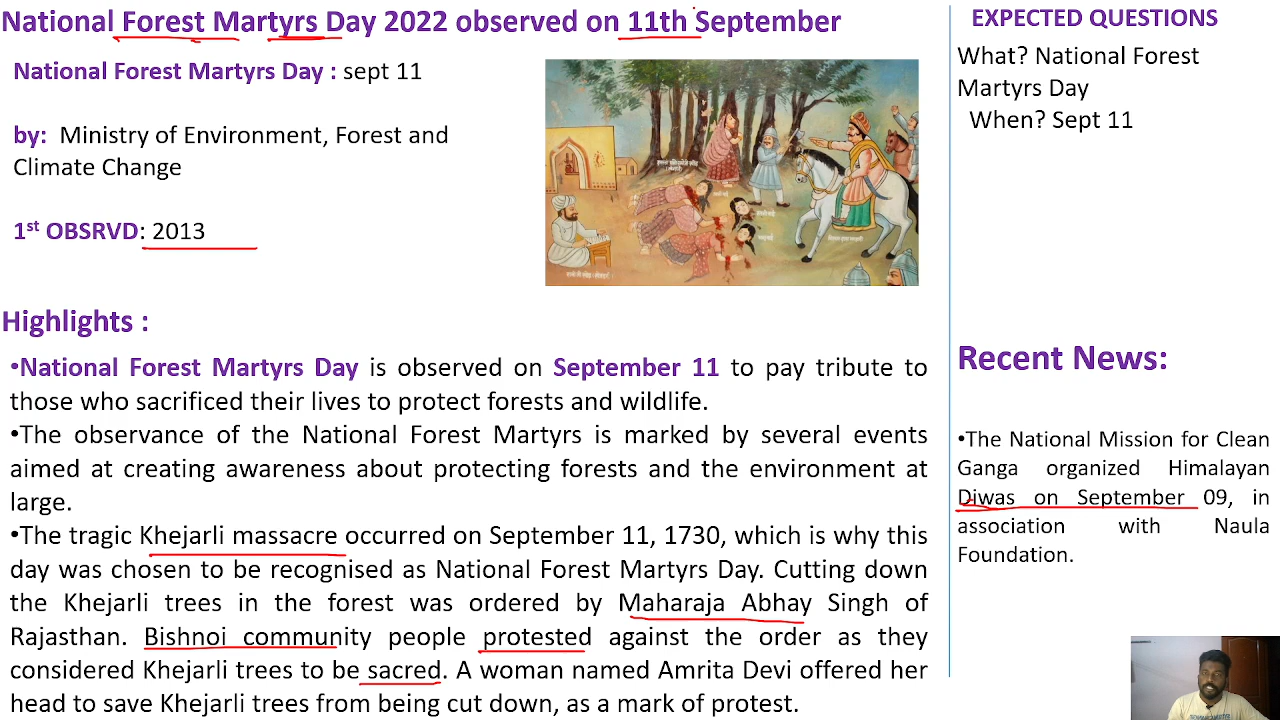 National Forest Martyrs Day 2022 observed on 11th September
National Forest Martyrs Day : sept 11
by: Ministry of Environment, Forest and
Climate Change
1st OBSRVD: 2013
Highlights :
•National Forest Martyrs Day is observed on September 11 to pay tribute to
those who sacrificed their lives to protect forests and wildlife.
•The observance of the National Forest Martyrs is marked by several events
aimed at creating awareness about protecting forests and the environment at
large.
•The tragic Khejarli massacre occurred on September 11, 1730, which is why this
day was chosen to be recognised as National Forest Martyrs Day. Cutting down
the Khejarli trees in the forest was ordered by Maharaja Abhay Singh of
Rajasthan. Bishnoi community people protested against the order as they
considered Khejarli trees to be sacred. A woman named Amrita Devi offered her
head to save Khejarli trees from being cut down, as a mark of protest.
EXPECTED QUESTIONS
What? National Forest
Martyrs Day
When? Sept 11
Recent News:
•The National Mission for Clean
Ganga organized Himalayan
Diwas on September 09, in
association with Naula
Foundation.